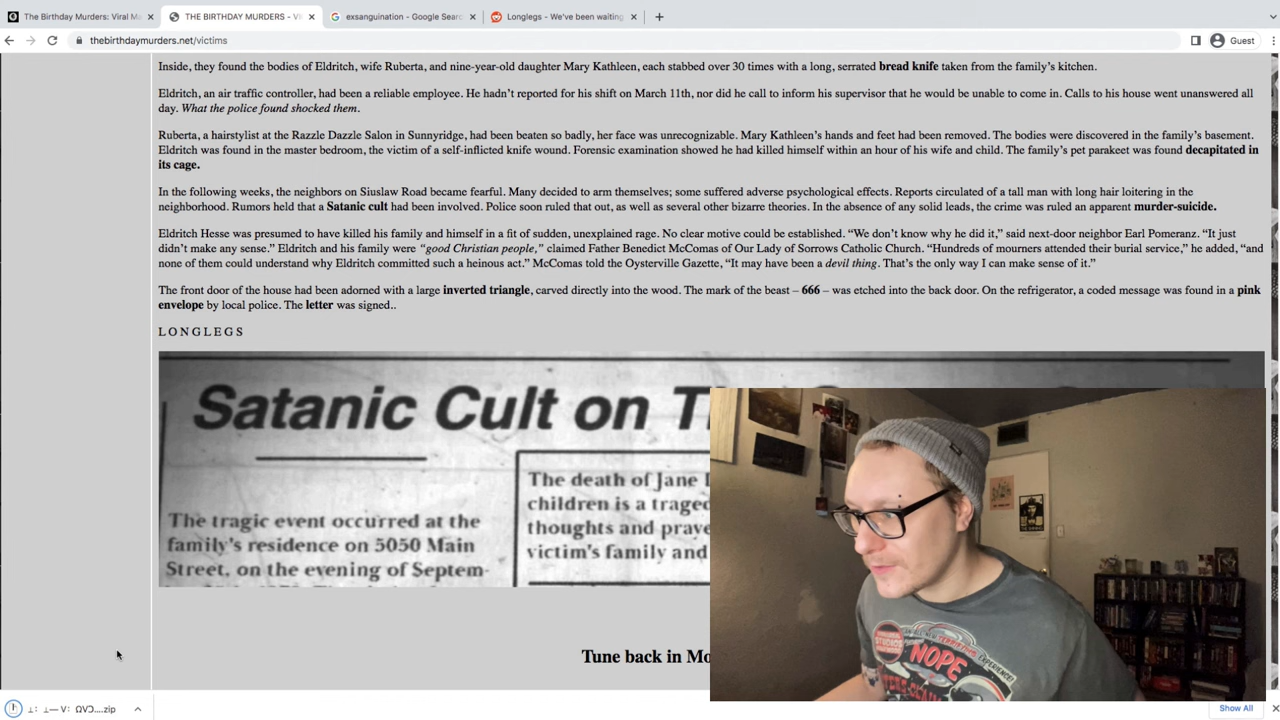 The Birthday Murders: Viral Ma
THE BIRTHDAY MURDERS - Vi
exsanguination - Google Searc
Longlegs - We've been waiting
thebirthdaymurders.net/victims
Guest
Inside, they found the bodies of Eldritch, wife Ruberta, and nine-year-old daughter Mary Kathleen, each stabbed over 30 times with a long, serrated bread knife taken from the family's kitchen.
Eldritch, an air traffic controller, had been a reliable employee. He hadn't reported for his shift on March 11th, nor did he call to inform his supervisor that he would be unable to come in. Calls to his house went unanswered all
day. What the police found shocked them.
Ruberta, a hairstylist at the Razzle Dazzle Salon in Sunnyridge, had been beaten so badly, her face was unrecognizable. Mary Kathleen's hands and feet had been removed. The bodies were discovered in the family's basement.
Eldritch was found in the master bedroom, the victim of a self-inflicted knife wound. Forensic examination showed he had killed himself within an hour of his wife and child. The family's pet parakeet was found decapitated in
its cage.
In the following weeks, the neighbors on Siuslaw Road became fearful. Many decided to arm themselves; some suffered adverse psychological effects. Reports circulated of a tall man with long hair loitering in the
neighborhood. Rumors held that a Satanic cult had been involved. Police soon ruled that out, as well as several other bizarre theories. In the absence of any solid leads, the crime was ruled an apparent murder-suicide.
Eldritch Hesse was presumed to have killed his family and himself in a fit of sudden, unexplained rage. No clear motive could be established. “We don't know why he did it,” said next-door neighbor Earl Pomeranz. “It just
didn't make any sense.” Eldritch and his family were “good Christian people,” claimed Father Benedict McComas of Our Lady of Sorrows Catholic Church. “Hundreds of mourners attended their burial service,” he added, “and
none of them could understand why Eldritch committed such a heinous act.” McComas told the Oysterville Gazette, “It may have been a devil thing. That's the only way I can make sense of it.”
The front door of the house had been adorned with a large inverted triangle, carved directly into the wood. The mark of the beast – 666 – was etched into the back door. On the refrigerator, a coded message was found in a pink
envelope by local police. The letter was signed..
L O N G L E G S
Satanic Cult on T
The tragic event occurred at the
family's residence on 5050 Main
Street, on the evening of Septem-
The death of Jane
children is a trage
thoughts and praye
victim's family and
Tune back in Mo
NOPE
.zip
Show All